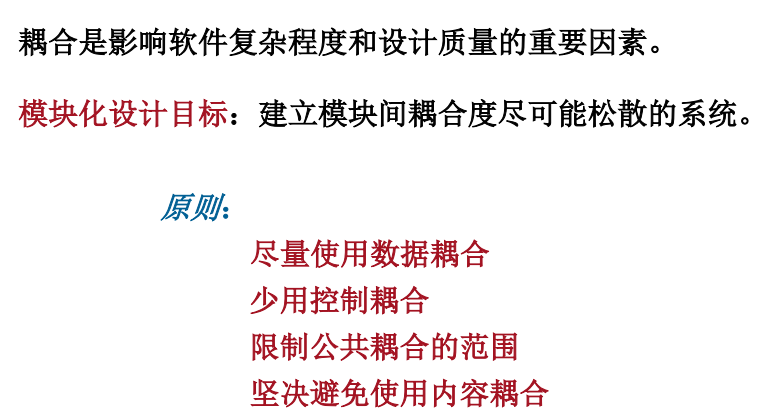 耦合是影响软件复杂程度和设计质量的重要因素。
模块化设计目标：建立模块间耦合度尽可能松散的系统。
原则：
尽量使用数据耦合
少用控制耦合
限制公共耦合的范围
坚决避免使用内容耦合